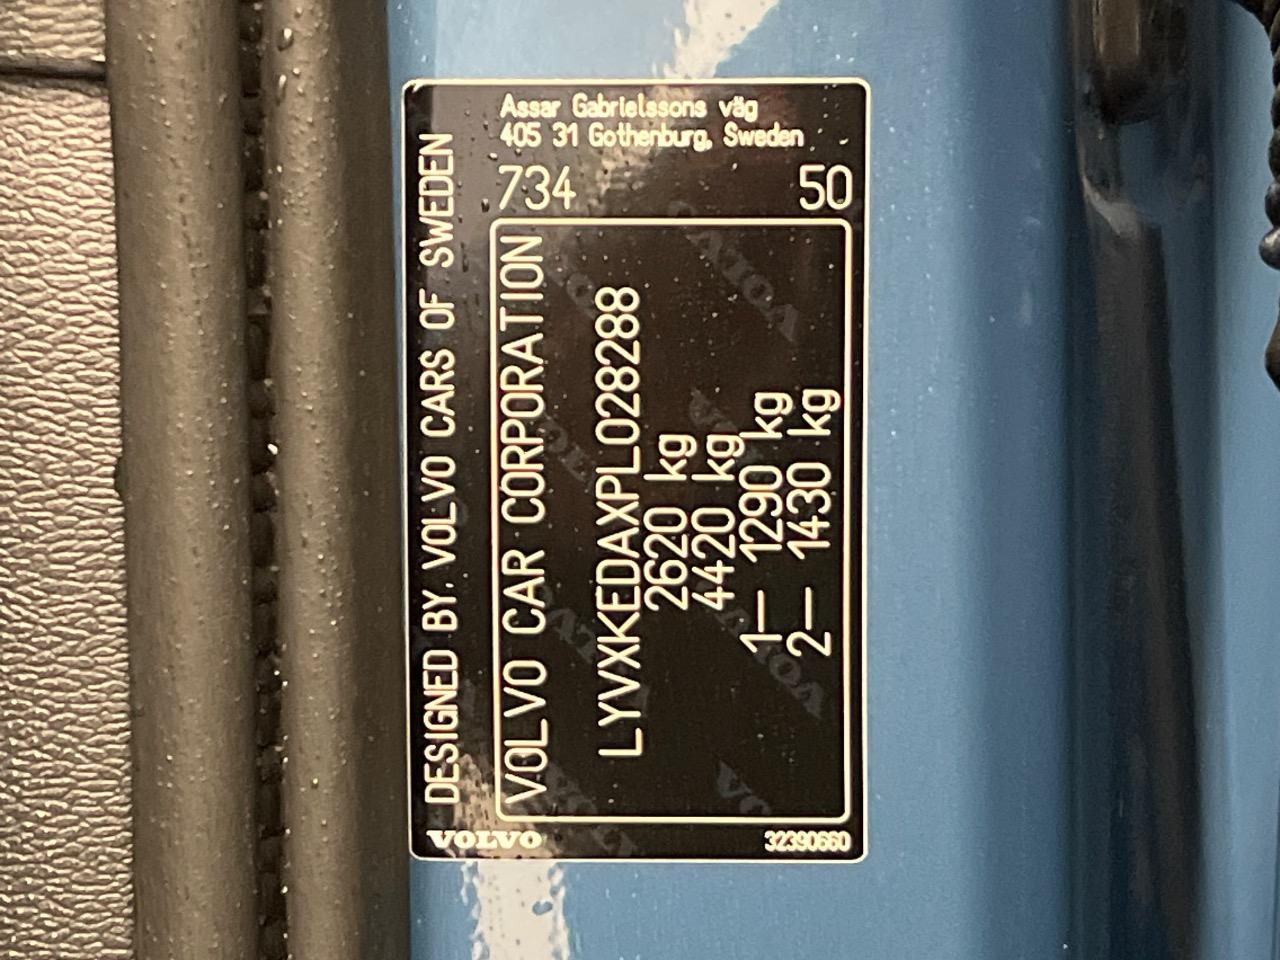 DESIGNED BY. VOLVO CARS OF SWEDEN
VOLVO
Assar Gabrielssons väg
405 31 Gothenburg, Sweden
734
50
VOLVO CAR CORPORATION
LYVXKEDAXPL028288
2620 kg
4420 kg
1— 1290 kg
2— 1430 kg
32390660